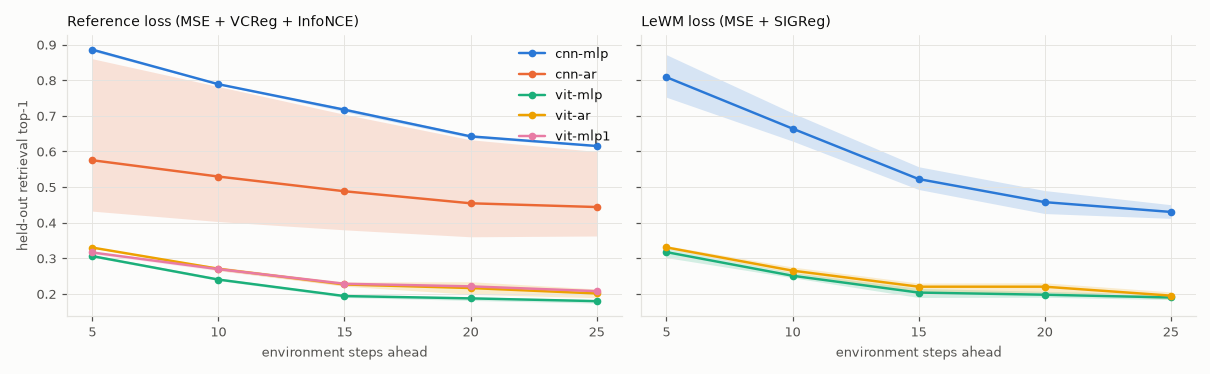 Reference loss (MSE + VCReg + InfoNCE)
LeWM loss (MSE + SIGReg)
held-out retrieval top-1
0.9
0.8
0.7
0.6
0.5
0.4
0.3
0.2
cnn-mlp
cnn-ar
vit-mlp
vit-ar
vit-mlp1
5 10 15 20 25
environment steps ahead
5 10 15 20 25
environment steps ahead